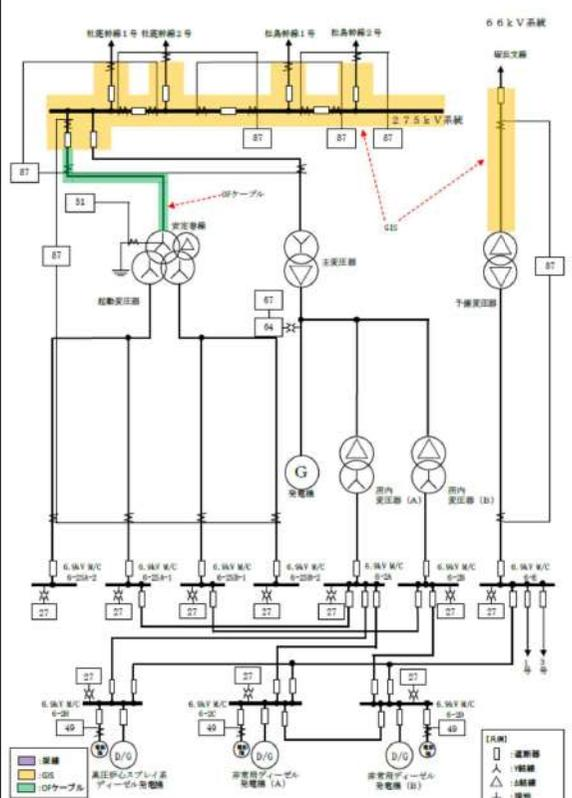 66kV系統
牡鹿幹線1号
牡鹿幹線2号
松島幹線1号
松島幹線2号
275kV系統
87
87
87
87
51
OFケーブル
GIS
安定巻線
主変圧器
87
87
起動変圧器
予備変圧器
67
64
G
発電機
所内
変圧器 (A)
所内
変圧器 (B)
6.9kV M/C
6-2SA-2
6.9kV M/C
6-2SA-1
6.9kV M/C
6-2SB-1
6.9kV M/C
6-2SB-2
6.9kV M/C
6-2A
6.9kV M/C
6-2B
6.9kV M/C
6-E
27
27
27
27
27
27
27
1号
3号
27
27
27
6.9kV M/C
6-2H
6.9kV M/C
6-2C
6.9kV M/C
6-2D
49
49
49
D/G
D/G
D/G
高圧炉心スプレイ系
ディーゼル発電機
非常用ディーゼル
発電機 (A)
非常用ディーゼル
発電機 (B)
:架線
:GIS
:OFケーブル
【凡例】
:遮断器
:Y結線
:Δ結線
:接地